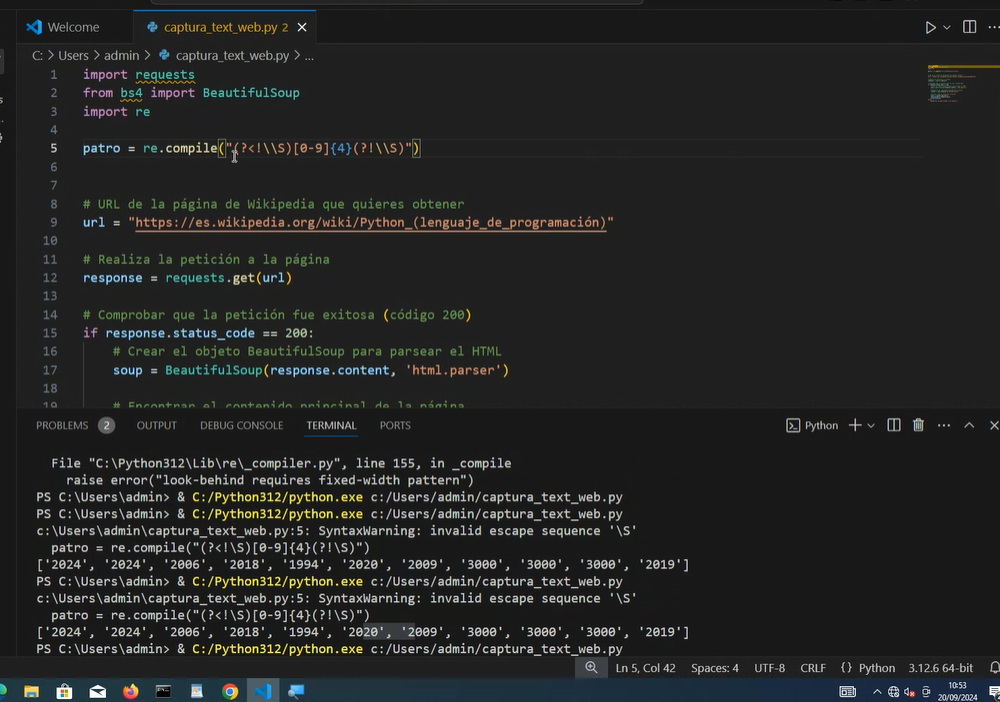 Welcome
captura_text_web.py 2
C: > Users > admin > captura_text_web.py > ...
1 import requests
2 from bs4 import BeautifulSoup
3 import re
4
5 patro = re.compile("(?<!\\S)[0-9]{4}(?!\\S)")
6
7
8 # URL de la página de Wikipedia que quieres obtener
9 url = "https://es.wikipedia.org/wiki/Python_(lenguaje_de_programación)"
10
11 # Realiza la petición a la página
12 response = requests.get(url)
13
14 # Comprobar que la petición fue exitosa (código 200)
15 if response.status_code == 200:
16 # Crear el objeto BeautifulSoup para parsear el HTML
17 soup = BeautifulSoup(response.content, 'html.parser')
18
19 # Encontrar el contenido principal de la página
PROBLEMS 2 OUTPUT DEBUG CONSOLE TERMINAL PORTS Python
File "C:\Python312\Lib\re\_compiler.py", line 155, in _compile
raise error("look-behind requires fixed-width pattern")
PS C:\Users\admin> & C:/Python312/python.exe c:/Users/admin/captura_text_web.py
PS C:\Users\admin> & C:/Python312/python.exe c:/Users/admin/captura_text_web.py
c:\Users\admin\captura_text_web.py:5: SyntaxWarning: invalid escape sequence '\S'
patro = re.compile("(?<!\S)[0-9]{4}(?!\S)")
['2024', '2024', '2006', '2018', '1994', '2020', '2009', '3000', '3000', '3000', '2019']
PS C:\Users\admin> & C:/Python312/python.exe c:/Users/admin/captura_text_web.py
c:\Users\admin\captura_text_web.py:5: SyntaxWarning: invalid escape sequence '\S'
patro = re.compile("(?<!\S)[0-9]{4}(?!\S)")
['2024', '2024', '2006', '2018', '1994', '2020', '2009', '3000', '3000', '3000', '2019']
PS C:\Users\admin> & C:/Python312/python.exe c:/Users/admin/captura_text_web.py
Ln 5, Col 42 Spaces: 4 UTF-8 CRLF {} Python 3.12.6 64-bit
10:53
20/09/2024